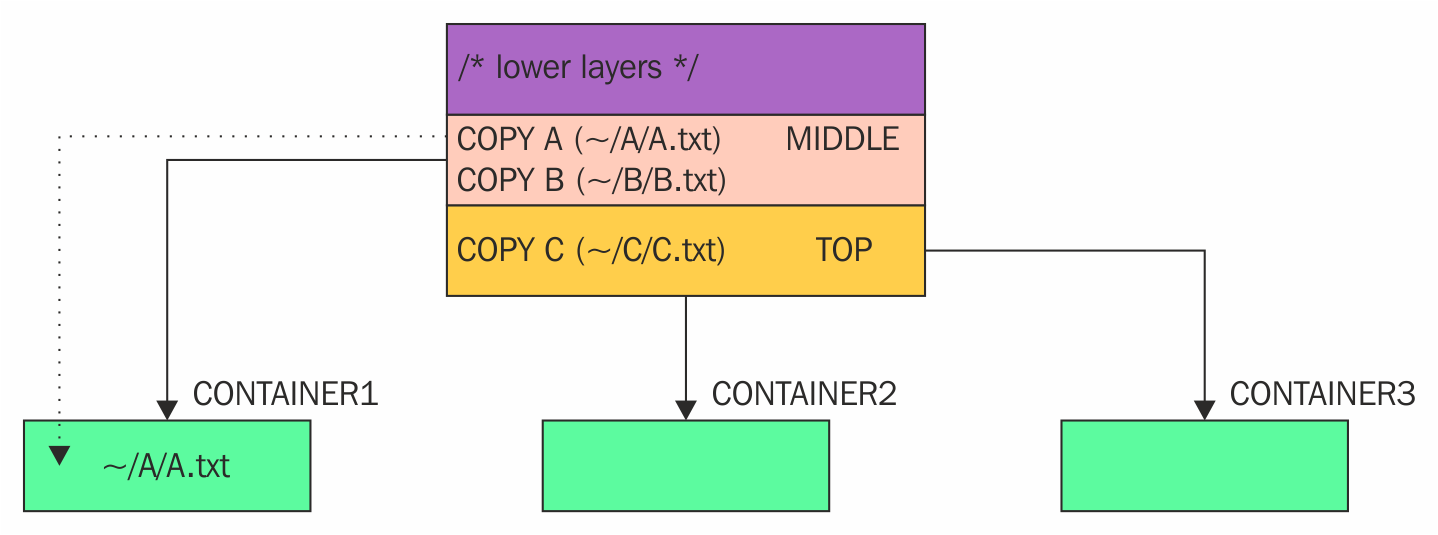 /* lower layers */
COPY A (~/A/A.txt) MIDDLE
COPY B (~/B/B.txt)
COPY C (~/C/C.txt) TOP
CONTAINER1
CONTAINER2
CONTAINER3
~/A/A.txt